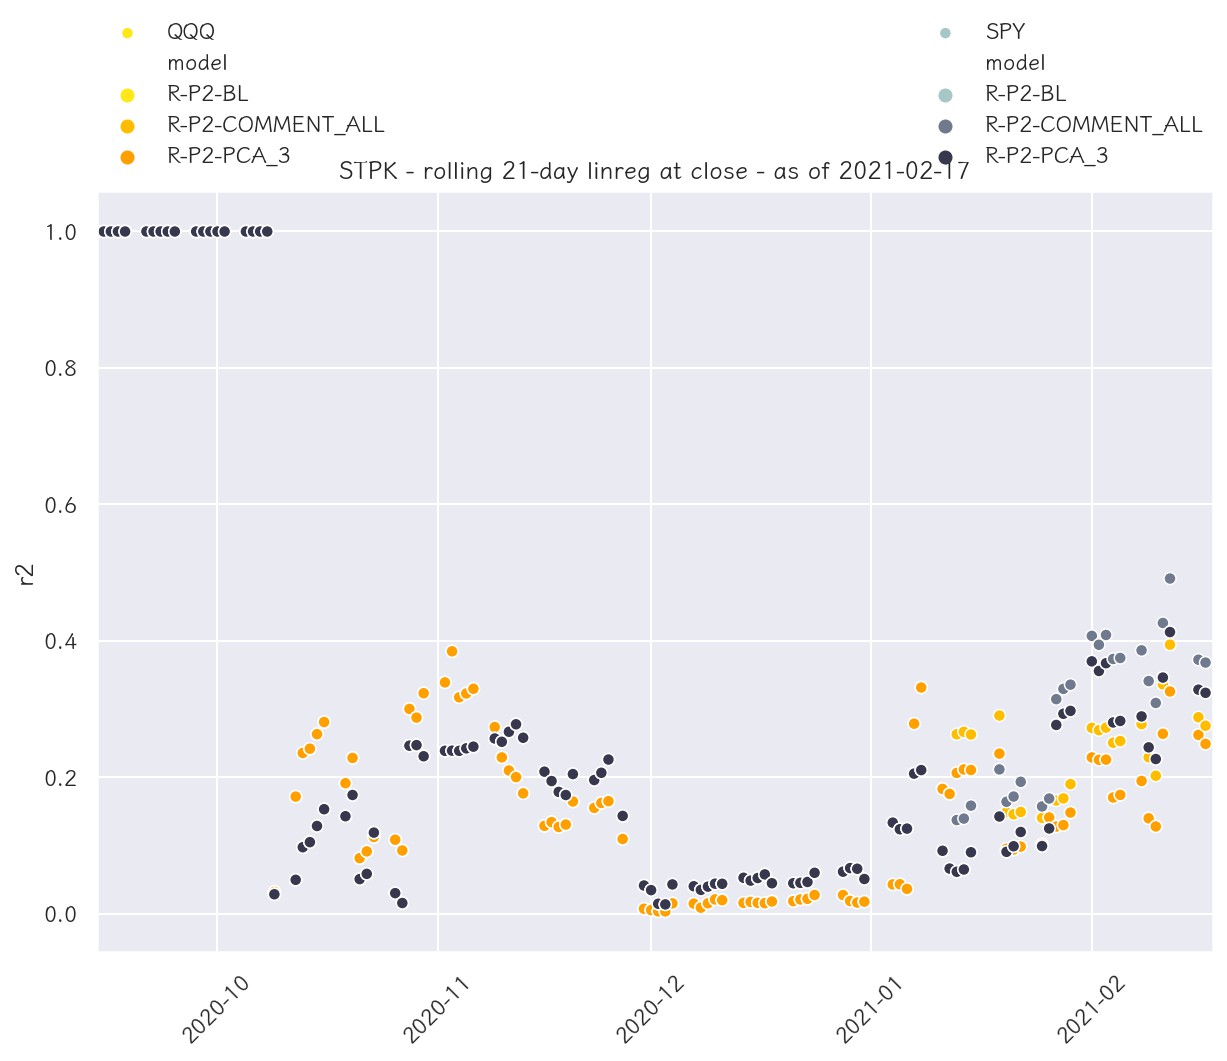 QQQ
model
R-P2-BL
R-P2-COMMENT_ALL
R-P2-PCA_3
SPY
model
R-P2-BL
R-P2-COMMENT_ALL
R-P2-PCA_3
STPK - rolling 21-day linreg at close - as of 2021-02-17
r2
1.0
0.8
0.6
0.4
0.2
0.0
2020-10
2020-11
2020-12
2021-01
2021-02